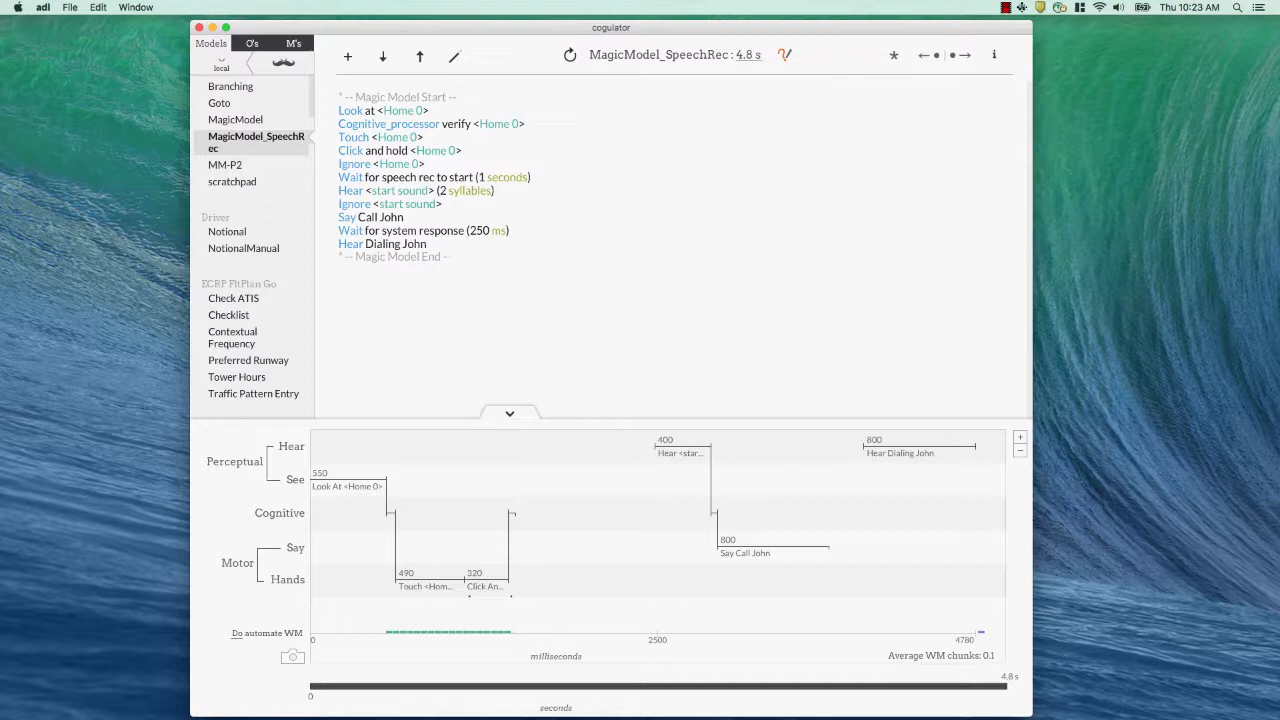 adl File Edit Window
Thu 10:23 AM
cogulator
Models O's M's
local
MagicModel_SpeechRec : 4.8 s
i
Branching
Goto
MagicModel
MagicModel_SpeechR
ec
MM-P2
scratchpad
Driver
Notional
NotionalManual
ECRP FltPlan Go
Check ATIS
Checklist
Contextual
Frequency
Preferred Runway
Tower Hours
Traffic Pattern Entry
* -- Magic Model Start --
Look at <Home 0>
Cognitive_processor verify <Home 0>
Touch <Home 0>
Click and hold <Home 0>
Ignore <Home 0>
Wait for speech rec to start (1 seconds)
Hear <start sound> (2 syllables)
Ignore <start sound>
Say Call John
Wait for system response (250 ms)
Hear Dialing John
* -- Magic Model End --
Perceptual
Hear
See
Cognitive
Motor
Say
Hands
400
Hear <star...
800
Hear Dialing John
550
Look At <Home 0>
800
Say Call John
490
Touch <Hom...
320
Click An...
Do automate WM
0 2500 4780
milliseconds
Average WM chunks: 0.1
4.8 s
0
seconds